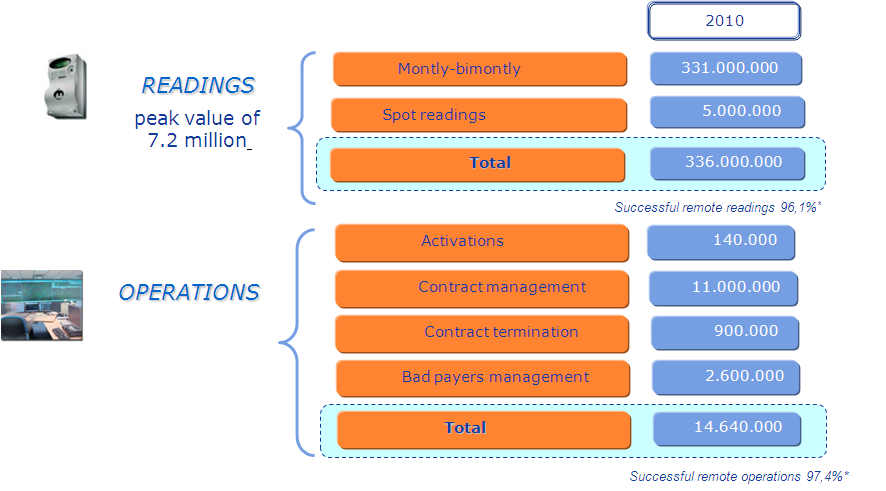 2010
READINGS
peak value of
7.2 million_
Montly-bimontly 331.000.000
Spot readings 5.000.000
Total 336.000.000
Successful remote readings 96,1%*
OPERATIONS
Activations 140.000
Contract management 11.000.000
Contract termination 900.000
Bad payers management 2.600.000
Total 14.640.000
Successful remote operations 97,4%*